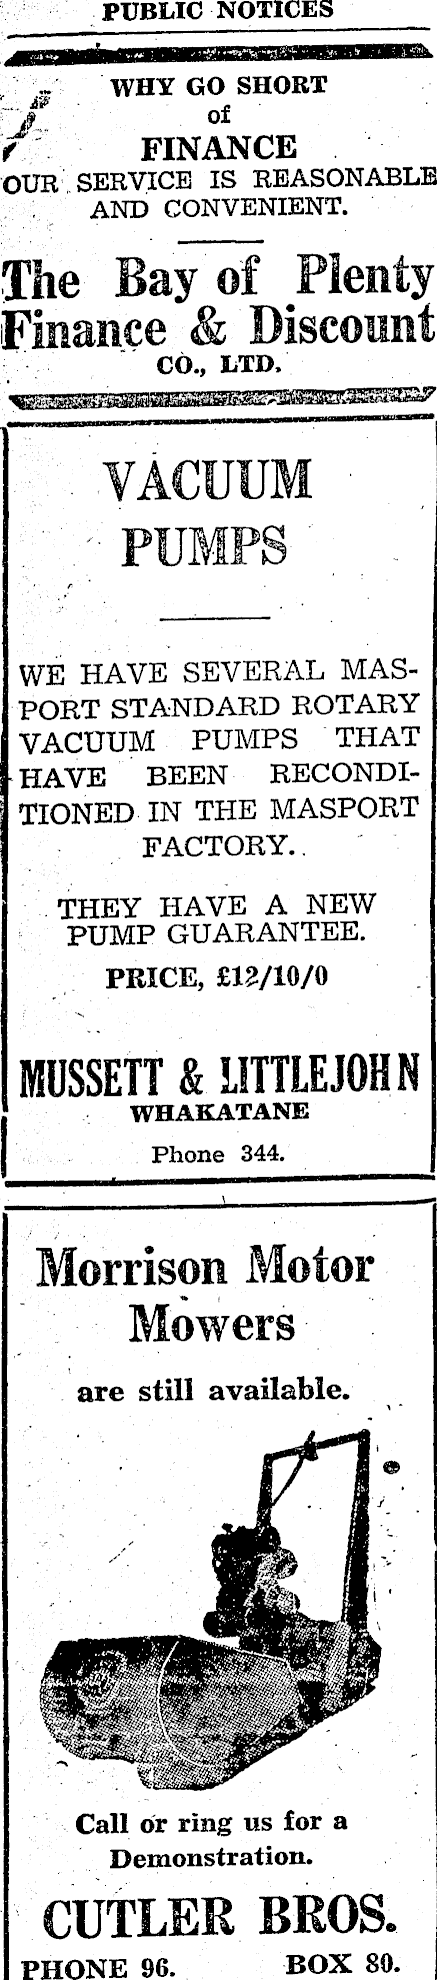 PUBLIC NOTICES
WHY GO SHORT
of
FINANCE
OUR SERVICE IS REASONABLE
AND CONVENIENT.
The Bay of Plenty
Finance & Discount
CO., LTD.
VACUUM
PUMPS
WE HAVE SEVERAL MAS-
PORT STANDARD ROTARY
VACUUM PUMPS THAT
HAVE BEEN RECONDI-
TIONED IN THE MASPORT
FACTORY.
THEY HAVE A NEW
PUMP GUARANTEE.
PRICE, £12/10/0
MUSSETT & LITTLEJOHN
WHAKATANE
Phone 344.
Morrison Motor
Mowers
are still available.
Call or ring us for a
Demonstration.
CUTLER BROS.
PHONE 96. BOX 80.